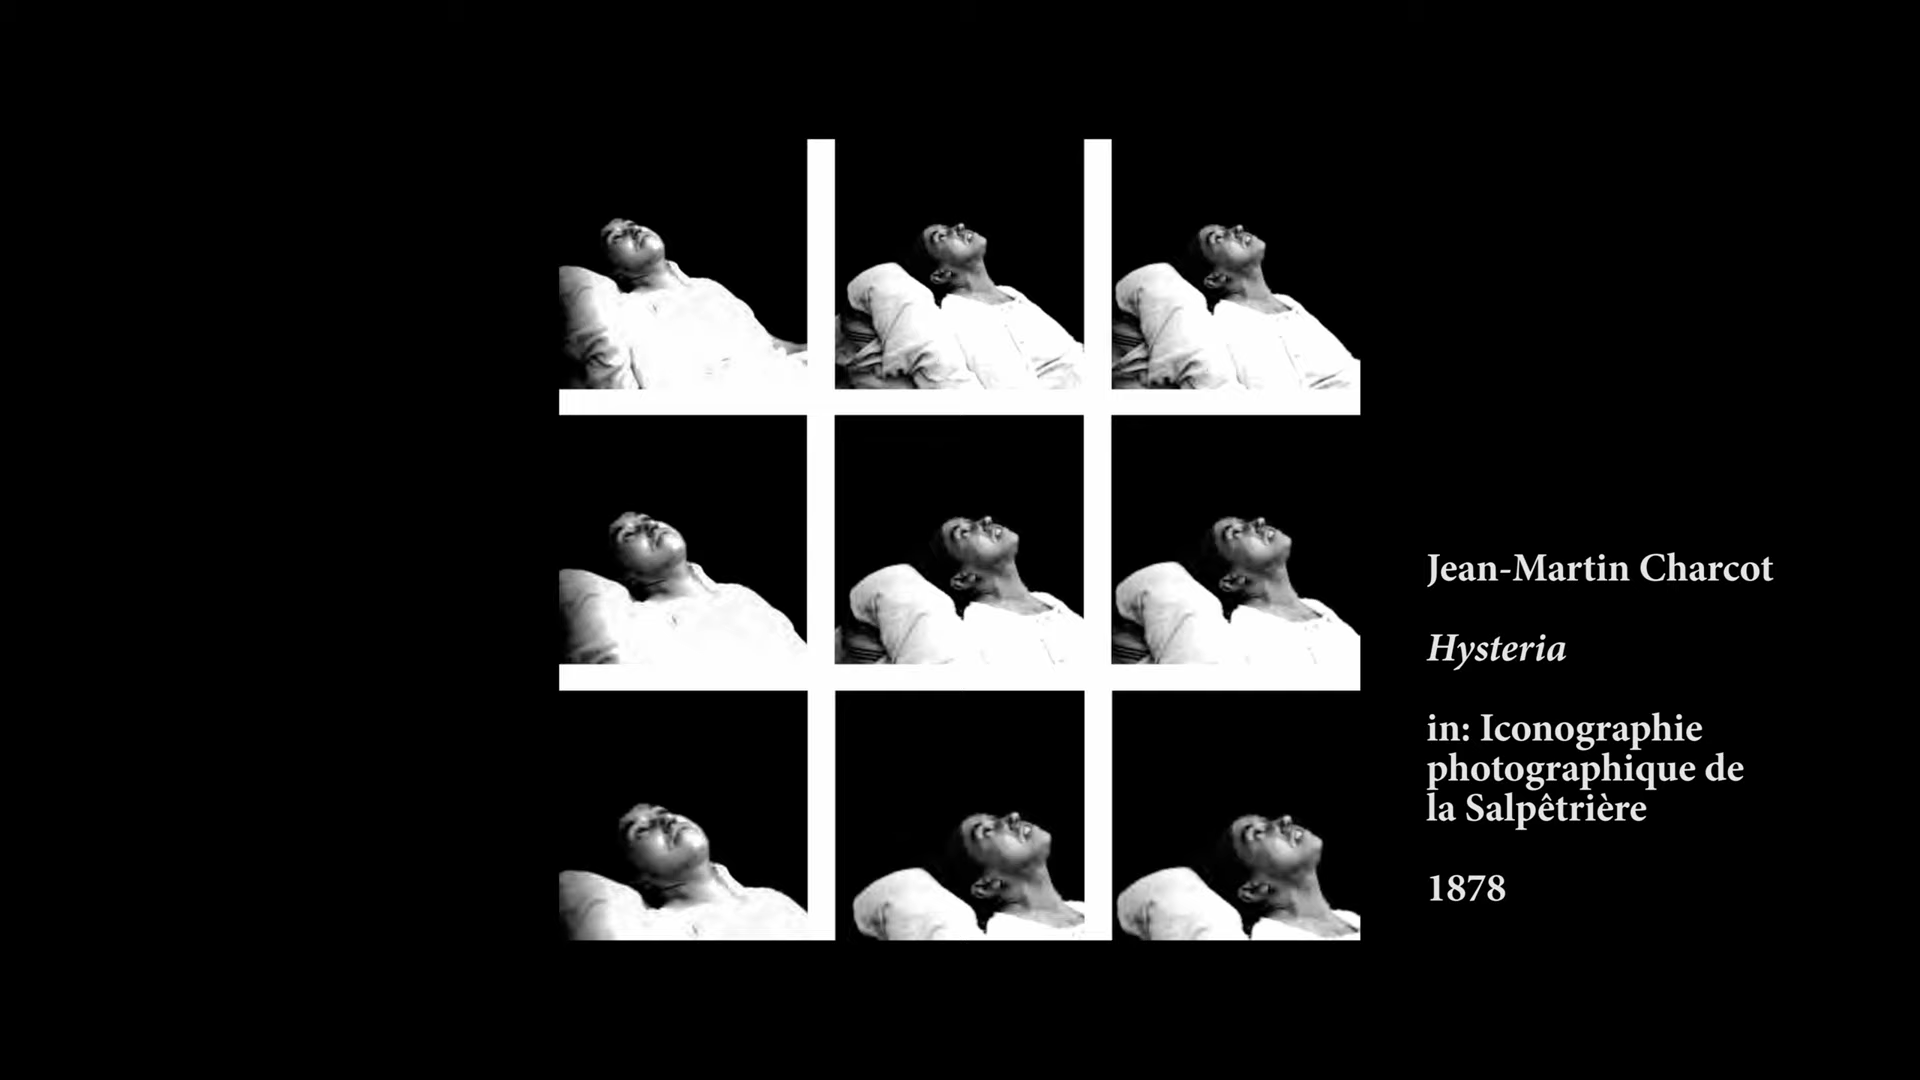 Jean-Martin Charcot
Hysteria
in: Iconographie
photographique de
la Salpêtrière
1878